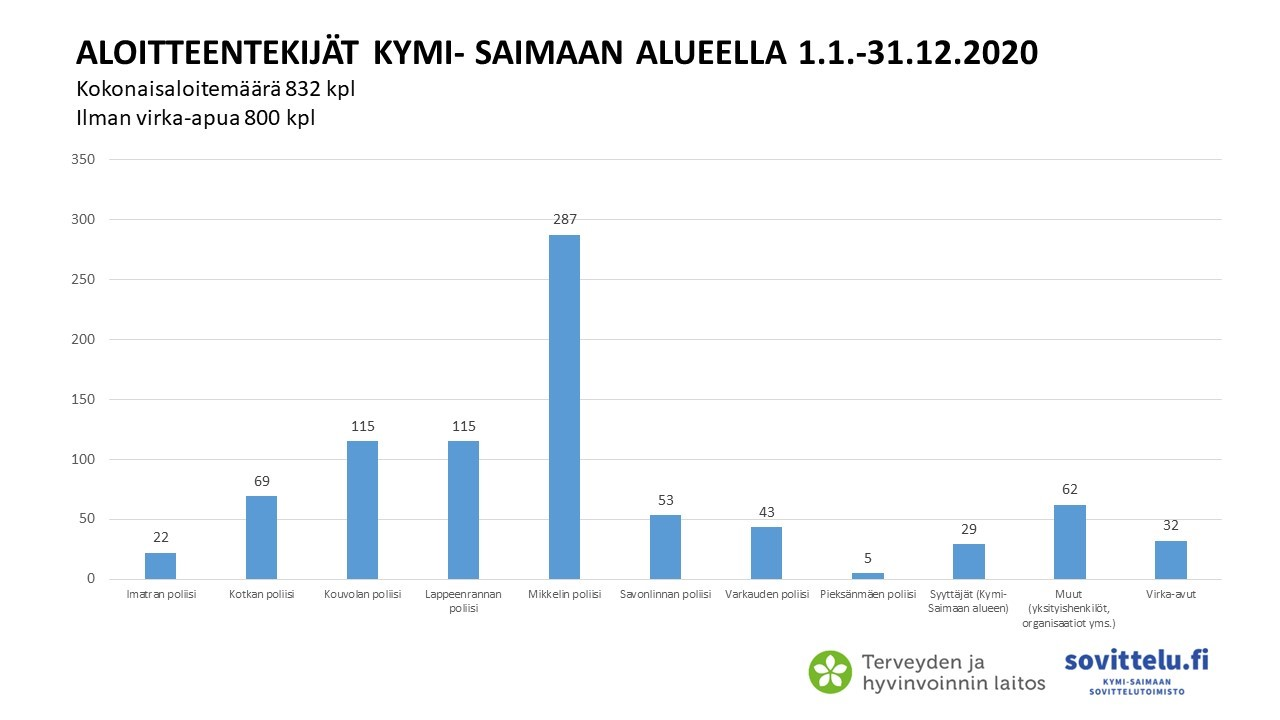 ALOITTEENTEKIJÄT KYMI- SAIMAAN ALUEELLA 1.1.-31.12.2020
Kokonaisaloitemäärä 832 kpl
Ilman virka-apua 800 kpl
350
300
250
200
150
100
50
0
22
69
115
115
287
53
43
5
29
62
32
Imatran poliisi
Kotkan poliisi
Kouvolan poliisi
Lappeenrannan
poliisi
Mikkelin poliisi
Savonlinnan poliisi
Varkauden poliisi
Pieksänmäen poliisi
Syyttäjät (Kymi-
Saimaan alueen)
Muut
(yksityishenkilöt,
organisaatiot yms.)
Virka-avut
Terveyden ja
hyvinvoinnin laitos
sovittelu.fi
KYMI-SAIMAAN
SOVITTELUTOIMISTO